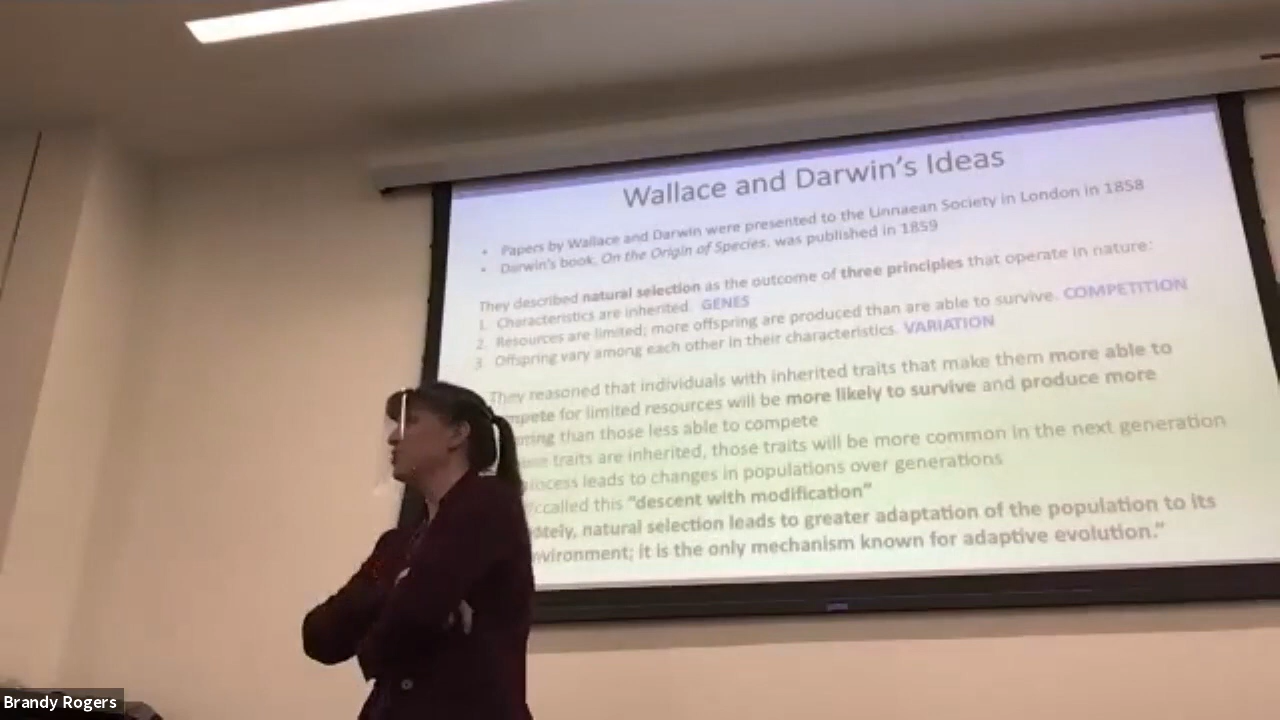 Wallace and Darwin's Ideas
• Papers by Wallace and Darwin were presented to the Linnaean Society in London in 1858
• Darwin's book, On the Origin of Species, was published in 1859
They described natural selection as the outcome of three principles that operate in nature:
1. Characteristics are inherited. GENES
2. Resources are limited; more offspring are produced than are able to survive. COMPETITION
3. Offspring vary among each other in their characteristics. VARIATION
They reasoned that individuals with inherited traits that make them more able to
for limited resources will be more likely to survive and produce more
than those less able to compete
traits are inherited, those traits will be more common in the next generation
leads to changes in populations over generations
called this "descent with modification"
natural selection leads to greater adaptation of the population to its
it is the only mechanism known for adaptive evolution."
Brandy Rogers